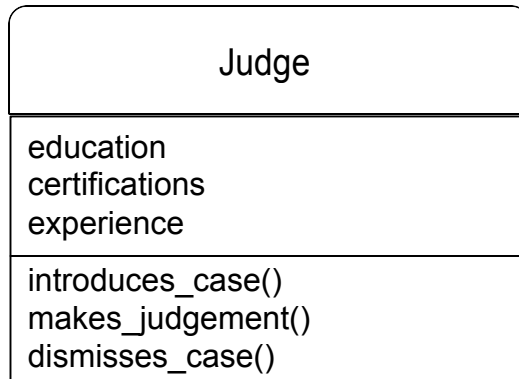 Judge
education
certifications
experience
introduces_case()
makes_judgement()
dismisses_case()